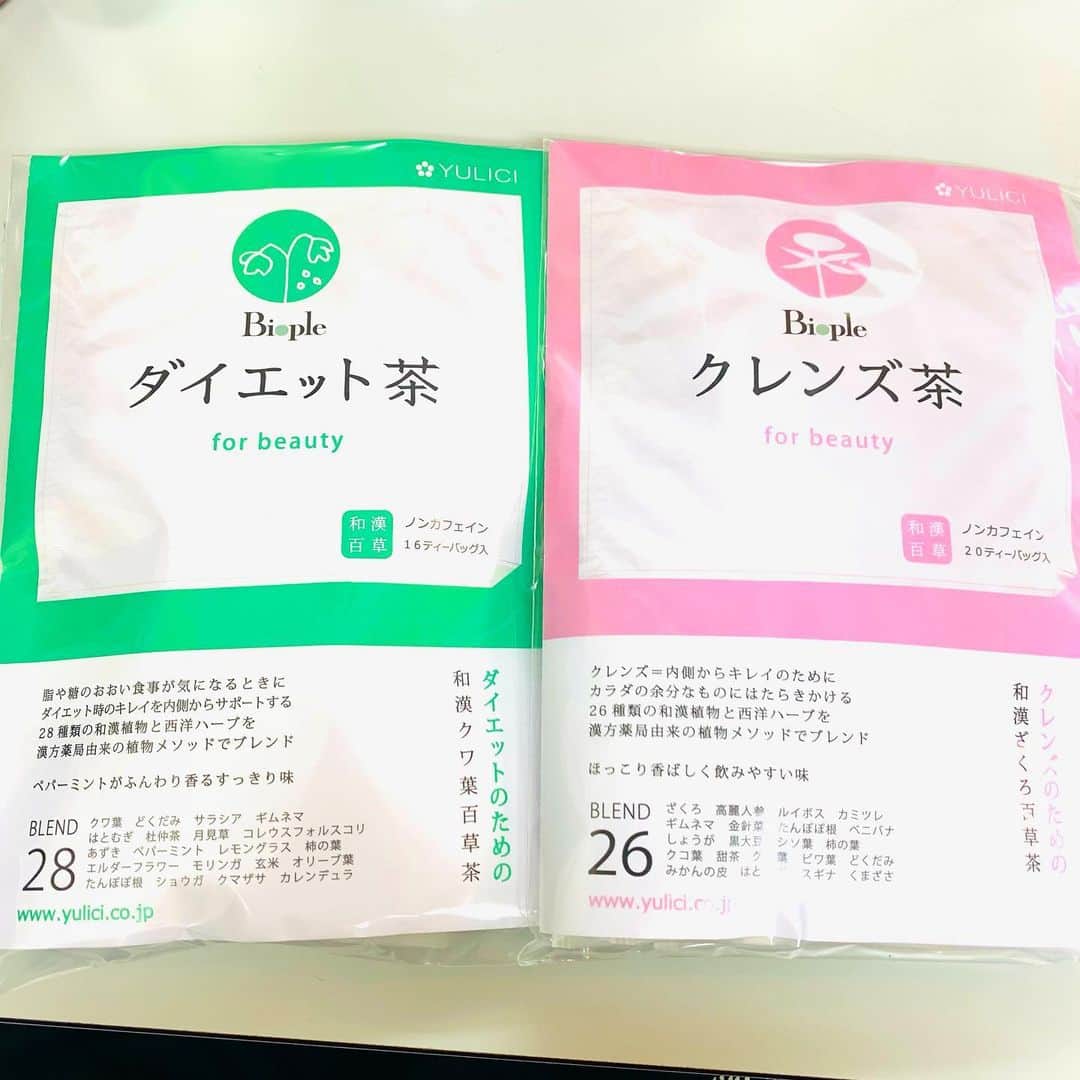 YULICI
Biople
ダイエット茶
for beauty
和漢
百草
ノンカフェイン
16ティーバッグ入
脂や糖のおおい食事が気になるときに
ダイエット時のキレイを内側からサポートする
28種類の和漢植物と西洋ハーブを
漢方薬局由来の植物メソッドでブレンド
ペパーミントがふんわり香るすっきり味
ダイエットのための
和漢クワ葉百草茶
BLEND
28
クワ葉 どくだみ サラシア ギムネマ
はとむぎ 杜仲茶 月見草 コレウスフォルスコリ
あずき ペパーミント レモングラス 柿の葉
エルダーフラワー モリンガ 玄米 オリーブ葉
たんぽぽ根 ショウガ クマザサ カレンデュラ
www.yulici.co.jp
YULICI
Biople
クレンズ茶
for beauty
和漢
百草
ノンカフェイン
20ティーバッグ入
クレンズ=内側からキレイのために
カラダの余分なものにはたらきかける
26種類の和漢植物と西洋ハーブを
漢方薬局由来の植物メソッドでブレンド
ほっこり香ばしく飲みやすい味
クレンズのための
和漢ざくろ百草茶
BLEND
26
ざくろ 高麗人参 ルイボス カミツレ
ギムネマ 金針菜 たんぽぽ根 ベニバナ
しょうが 黒大豆 シソ葉 柿の葉
クコ葉 甜茶 ク 葉 ビワ葉 どくだみ
みかんの皮 はと スギナ くまざさ
www.yulici.co.jp